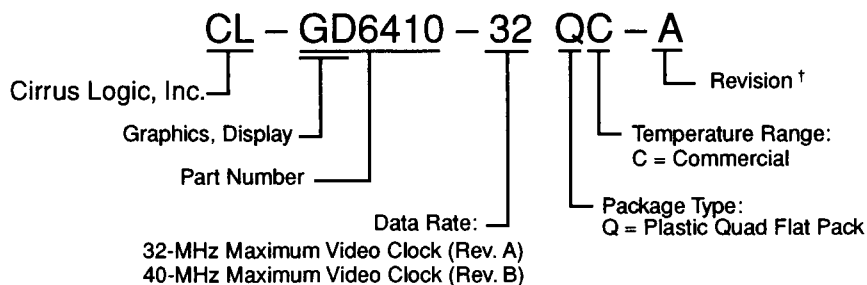 CL – GD6410 – 32 QC – A
Cirrus Logic, Inc.
Revision †
Graphics, Display
Temperature Range:
C = Commercial
Part Number
Package Type:
Q = Plastic Quad Flat Pack
Data Rate:
32-MHz Maximum Video Clock (Rev. A)
40-MHz Maximum Video Clock (Rev. B)